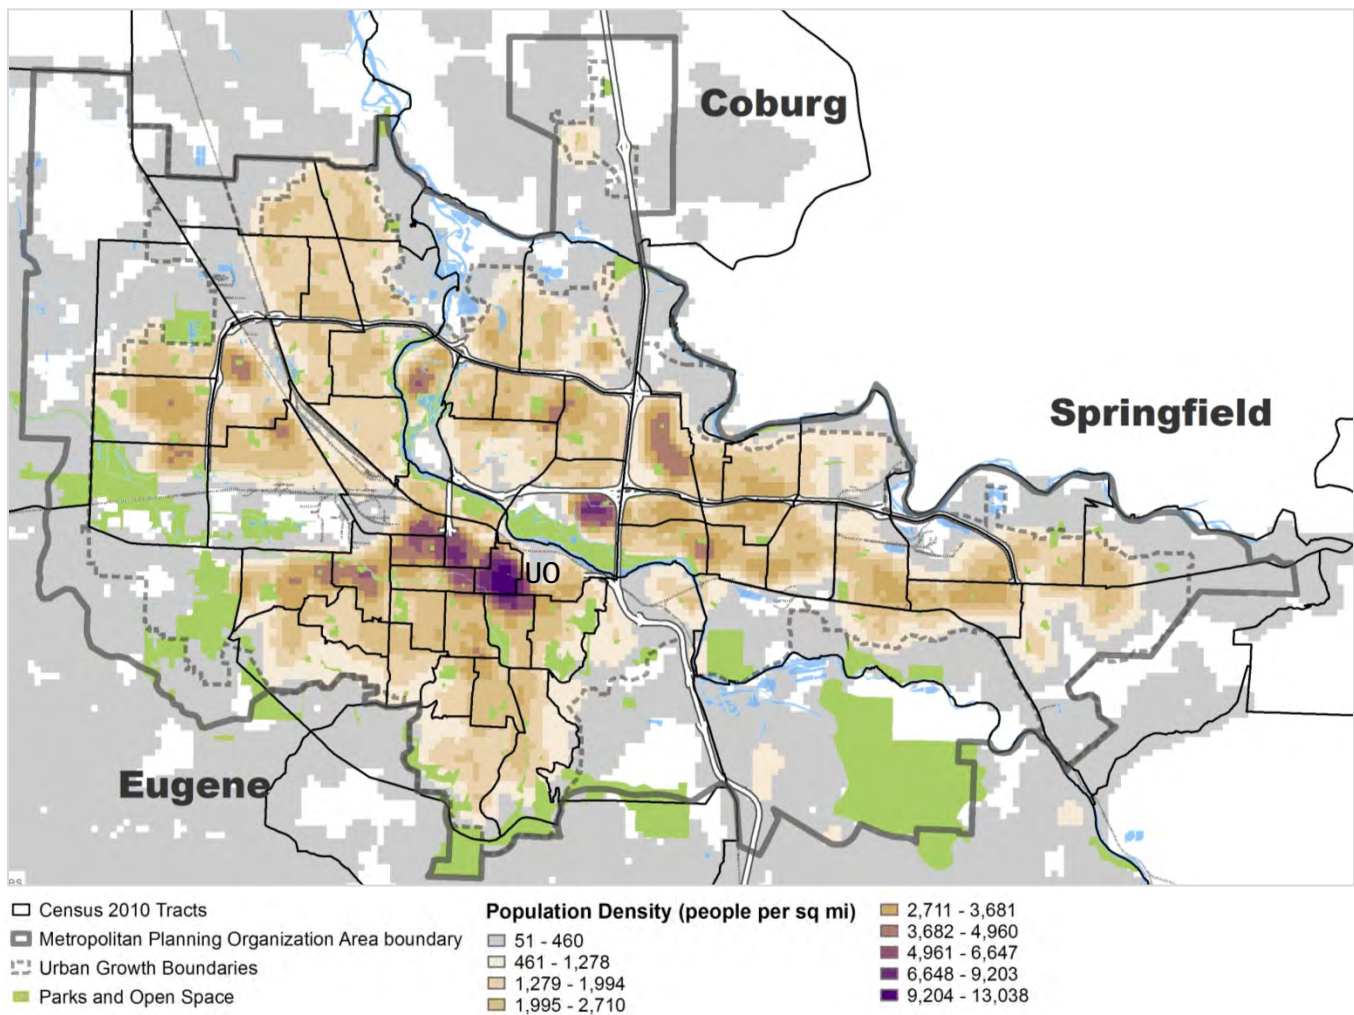 Coburg
Springfield
UO
Eugene
es
Census 2010 Tracts
Metropolitan Planning Organization Area boundary
Urban Growth Boundaries
Parks and Open Space
Population Density (people per sq mi)
51 - 460
461 - 1,278
1,279 - 1,994
1,995 - 2,710
2,711 - 3,681
3,682 - 4,960
4,961 - 6,647
6,648 - 9,203
9,204 - 13,038